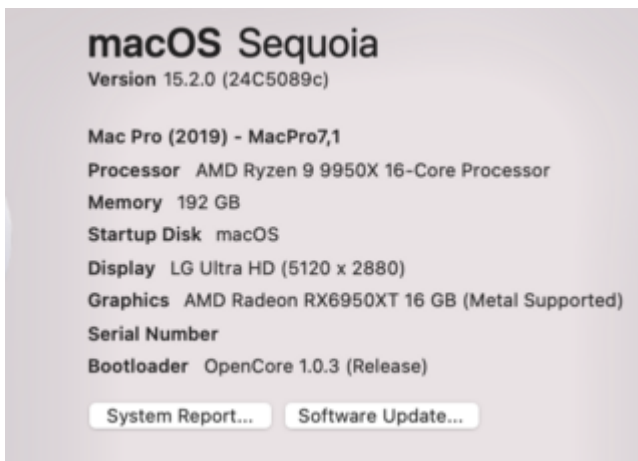 macOS Sequoia
Version 15.2.0 (24C5089c)
Mac Pro (2019) - MacPro7,1
Processor AMD Ryzen 9 9950X 16-Core Processor
Memory 192 GB
Startup Disk macOS
Display LG Ultra HD (5120 x 2880)
Graphics AMD Radeon RX6950XT 16 GB (Metal Supported)
Serial Number
Bootloader OpenCore 1.0.3 (Release)
System Report... Software Update...